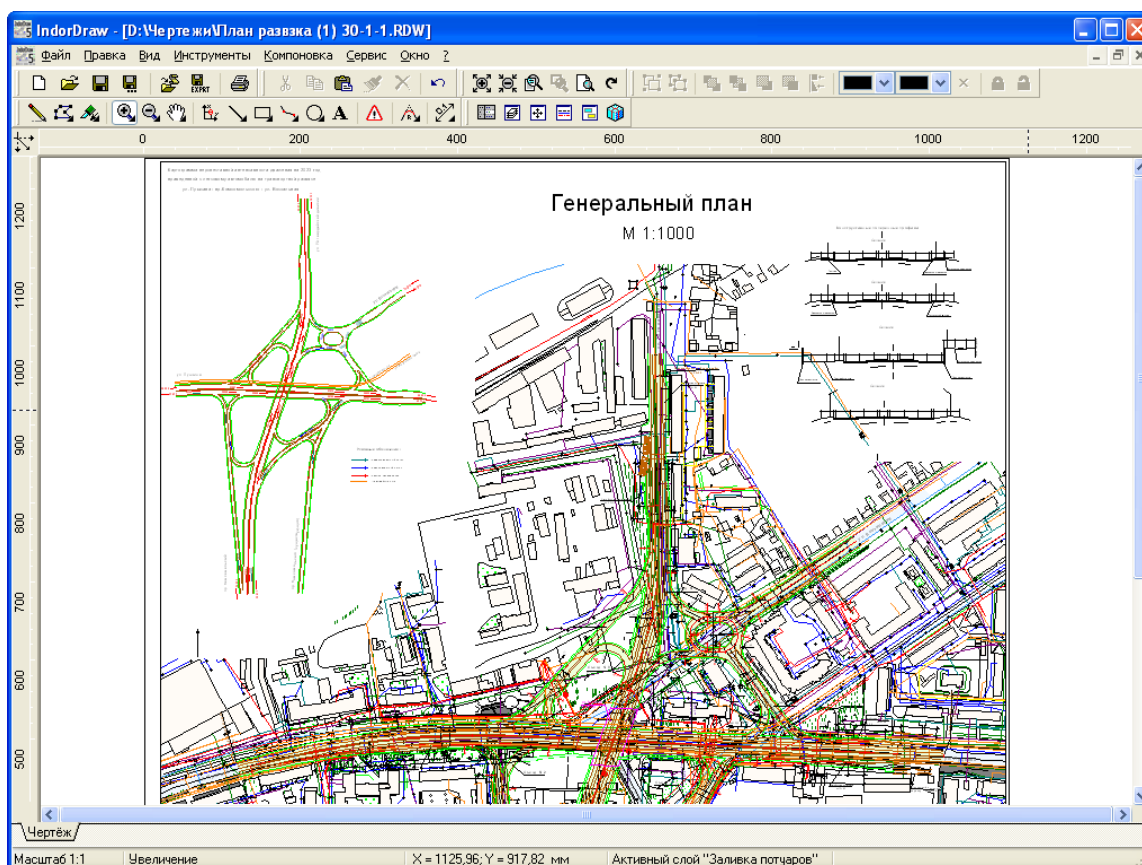 IndorDraw - [D:\Чертежи\План развзка (1) 30-1-1.RDW]
Файл Правка Вид Инструменты Компоновка Сервис Окно ?
EXPRT
A
0 200 400 600 800 1000 1200
1200
1100
1000
900
800
700
600
500
Генеральный план
М 1:1000
Чертёж
Масштаб 1:1 Увеличение X = 1125,96; Y = 917,82 мм Активный слой "Заливка потчаров"